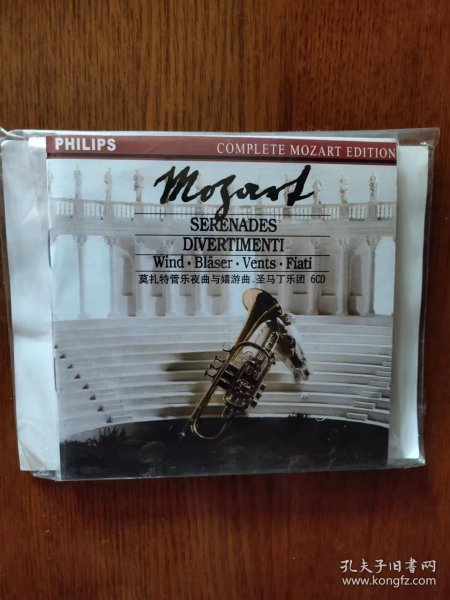 PHILIPS
COMPLETE MOZART EDITION
Mozart
SERENADES
DIVERTIMENTI
Wind · Bläser · Vents · Fiati
莫扎特管乐夜曲与嬉游曲.圣马丁乐团 6CD
孔夫子旧书网
www.kongfz.com